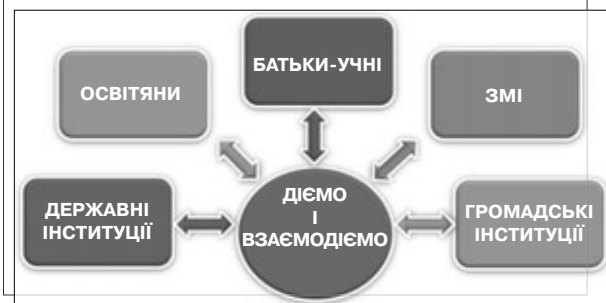 БАТЬКИ-УЧНІ
ОСВІТЯНИ
ЗМІ
ДЕРЖАВНІ
ІНСТИТУЦІЇ
ДІЄМО
І
ВЗАЄМОДІЄМО
ГРОМАДСЬКІ
ІНСТИТУЦІЇ